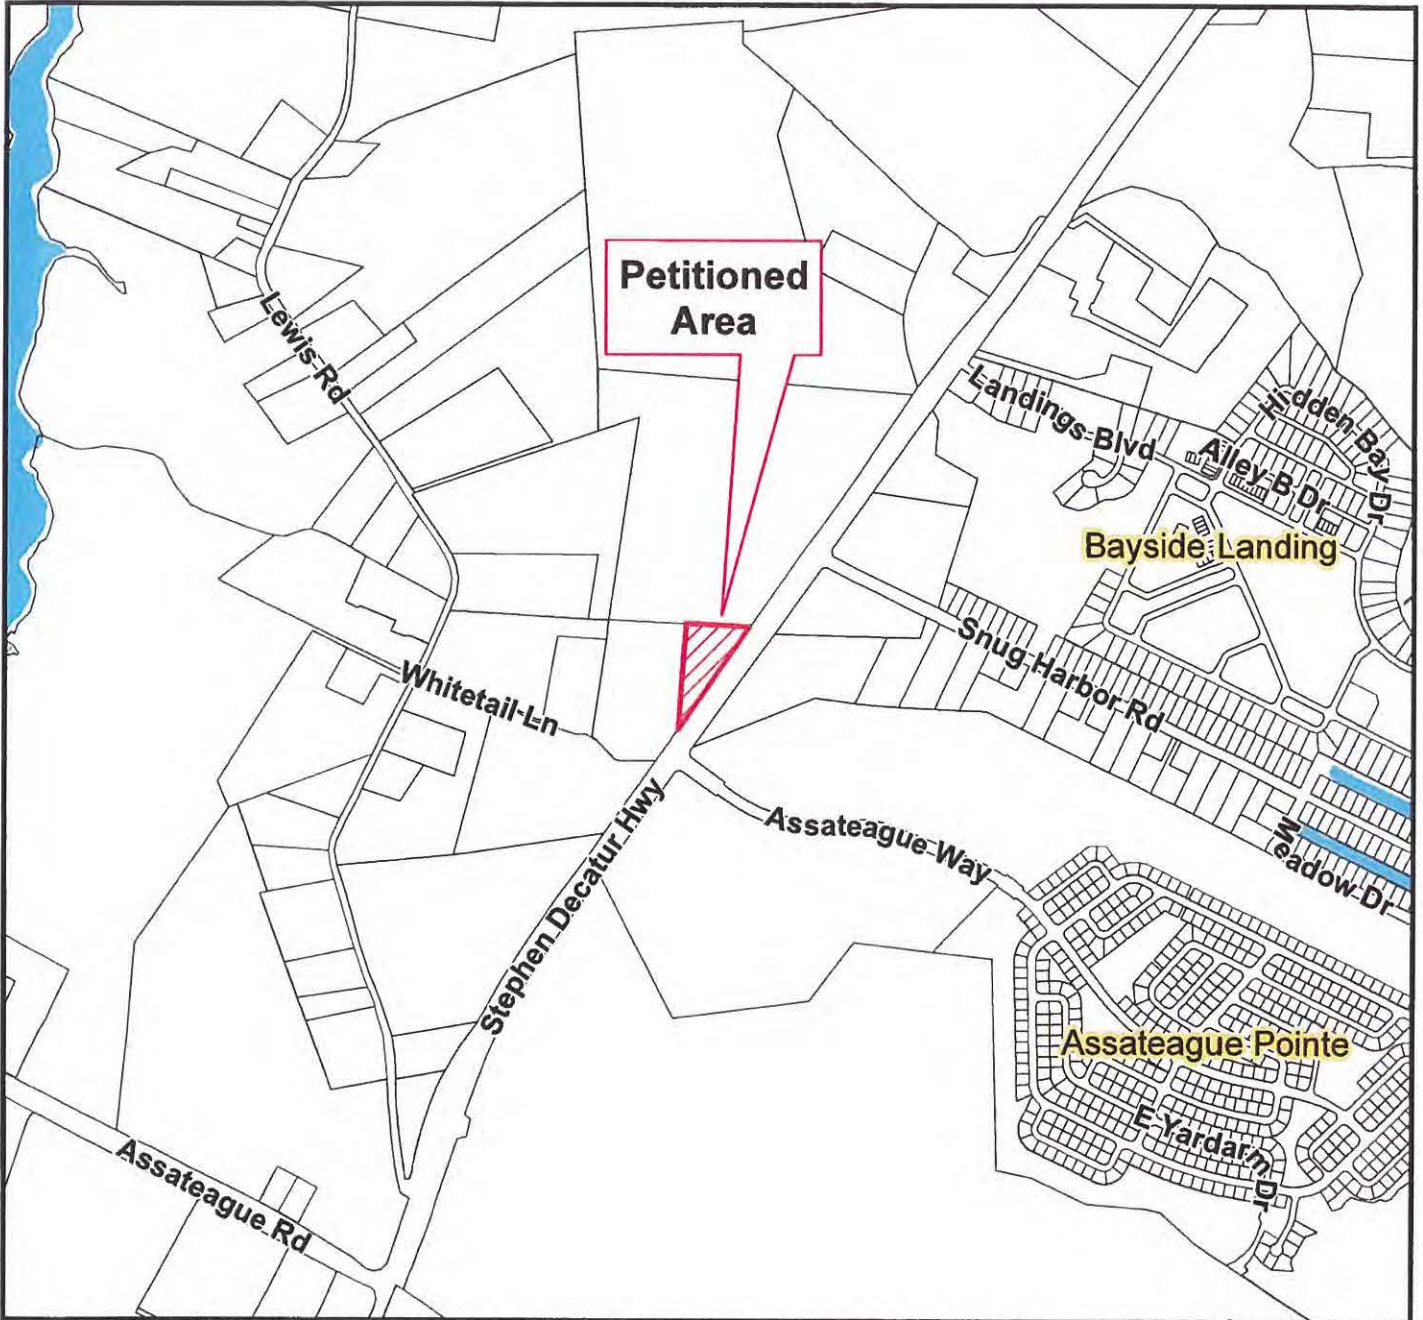 Petitioned
Area
Lewis Rd
Landings Blvd
Hidden Bay Dr
Alley B Dr
Bayside Landing
Snug Harbor Rd
Whitetail Ln
Stephen Decatur Hwy
Assateague Way
Meadow Dr
Assateague Pointe
E Yardarm Dr
Assateague Rd